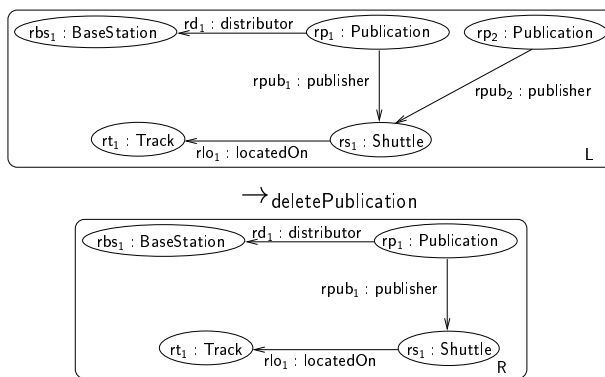 rd₁ : distributor
rbs₁ : BaseStation rp₁ : Publication rp₂ : Publication
rpub₁ : publisher
rpub₂ : publisher
rt₁ : Track rs₁ : Shuttle
rlo₁ : locatedOn
L
→deletePublication
rd₁ : distributor
rbs₁ : BaseStation rp₁ : Publication
rpub₁ : publisher
rt₁ : Track rs₁ : Shuttle
rlo₁ : locatedOn
R